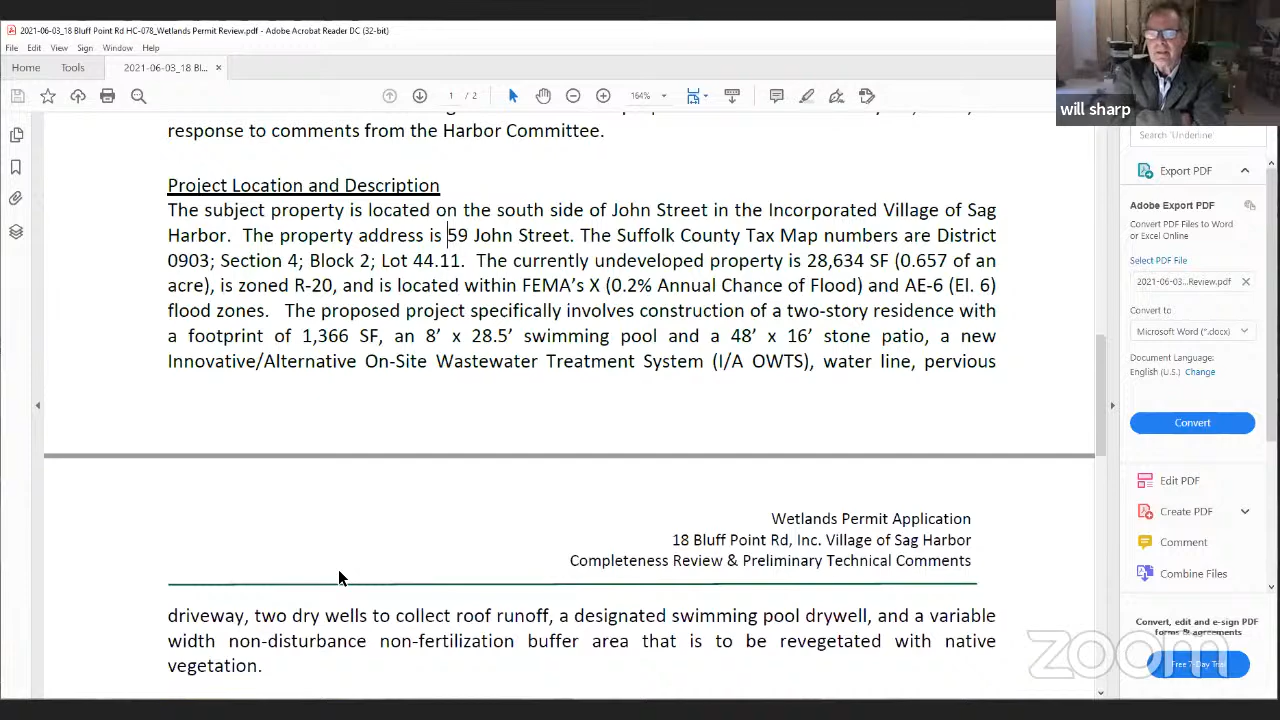 2021-06-03_18 Bluff Point Rd HC-078_Wetlands Permit Review.pdf - Adobe Acrobat Reader DC (32-bit)
File Edit View Sign Window Help
Home Tools 2021-06-03_18 Bl... ×
1 / 2 164%
will sharp
response to comments from the Harbor Committee.
Project Location and Description
The subject property is located on the south side of John Street in the Incorporated Village of Sag
Harbor. The property address is 59 John Street. The Suffolk County Tax Map numbers are District
0903; Section 4; Block 2; Lot 44.11. The currently undeveloped property is 28,634 SF (0.657 of an
acre), is zoned R-20, and is located within FEMA's X (0.2% Annual Chance of Flood) and AE-6 (El. 6)
flood zones. The proposed project specifically involves construction of a two-story residence with
a footprint of 1,366 SF, an 8' x 28.5' swimming pool and a 48' x 16' stone patio, a new
Innovative/Alternative On-Site Wastewater Treatment System (I/A OWTS), water line, pervious
Wetlands Permit Application
18 Bluff Point Rd, Inc. Village of Sag Harbor
Completeness Review & Preliminary Technical Comments
driveway, two dry wells to collect roof runoff, a designated swimming pool drywell, and a variable
width non-disturbance non-fertilization buffer area that is to be revegetated with native
vegetation.
Search 'Underline'
Export PDF
Adobe Export PDF
Convert PDF Files to Word
or Excel Online
Select PDF File
2021-06-03...Review.pdf ×
Convert to
Microsoft Word (*.docx)
Document Language:
English (U.S.) Change
Convert
Edit PDF
Create PDF
Comment
Combine Files
Convert, edit and e-sign PDF
forms & agreements
Free 7-Day Trial
zoom